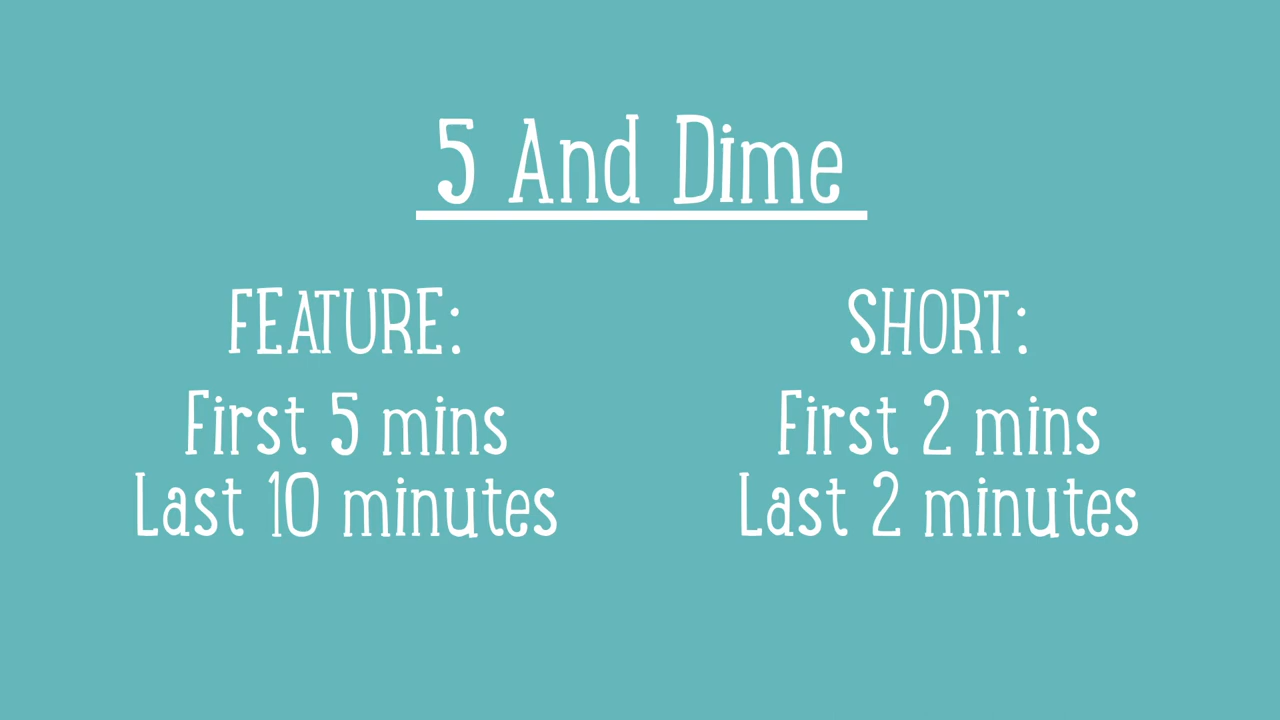 5 And Dime
FEATURE:
First 5 mins
Last 10 minutes
SHORT:
First 2 mins
Last 2 minutes